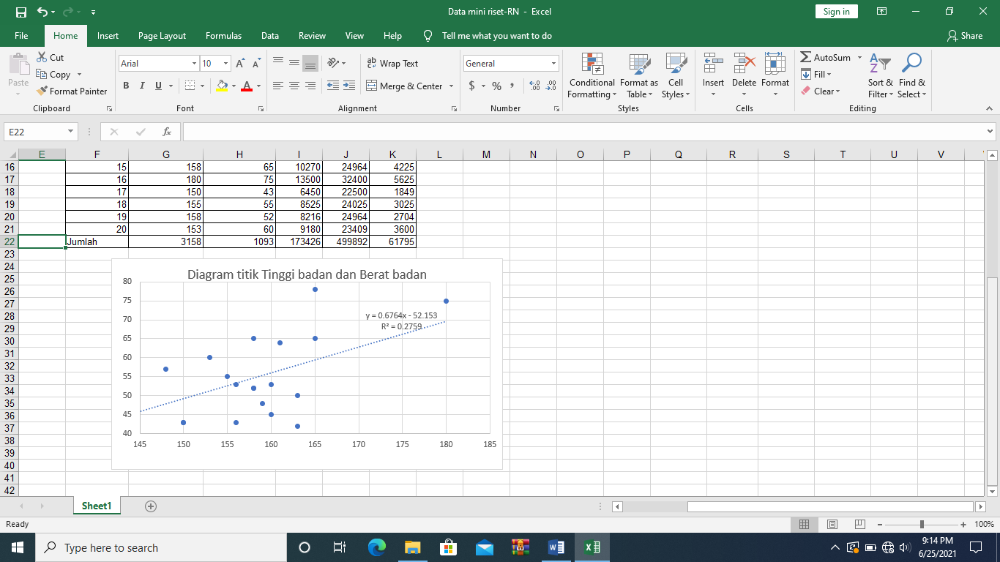 Data mini riset-RN - Excel
Sign in
File Home Insert Page Layout Formulas Data Review View Help Tell me what you want to do Share
Paste
Cut
Copy
Format Painter
Clipboard
Arial 10
B I U
Font
Wrap Text
Merge & Center
Alignment
General
$ % ,
Number
Conditional Formatting
Format as Table
Cell Styles
Styles
Insert Delete Format
Cells
AutoSum
Fill
Clear
Sort & Filter
Find & Select
Editing
E22 fx
E F G H I J K L M N O P Q R S T U V
16 15 158 65 10270 24964 4225
17 16 180 75 13500 32400 5625
18 17 150 43 6450 22500 1849
19 18 155 55 8525 24025 3025
20 19 158 52 8216 24964 2704
21 20 153 60 9180 23409 3600
22 Jumlah 3158 1093 173426 499892 61795
23
24
25
26
27
28
29
30
31
32
33
34
35
36
37
38
39
40
41
42
Diagram titik Tinggi badan dan Berat badan
80
75
70
65
60
55
50
45
40
y = 0.6764x - 52.153
R² = 0.2759
145 150 155 160 165 170 175 180 185
Sheet1
Ready
100%
Type here to search
9:14 PM
6/25/2021